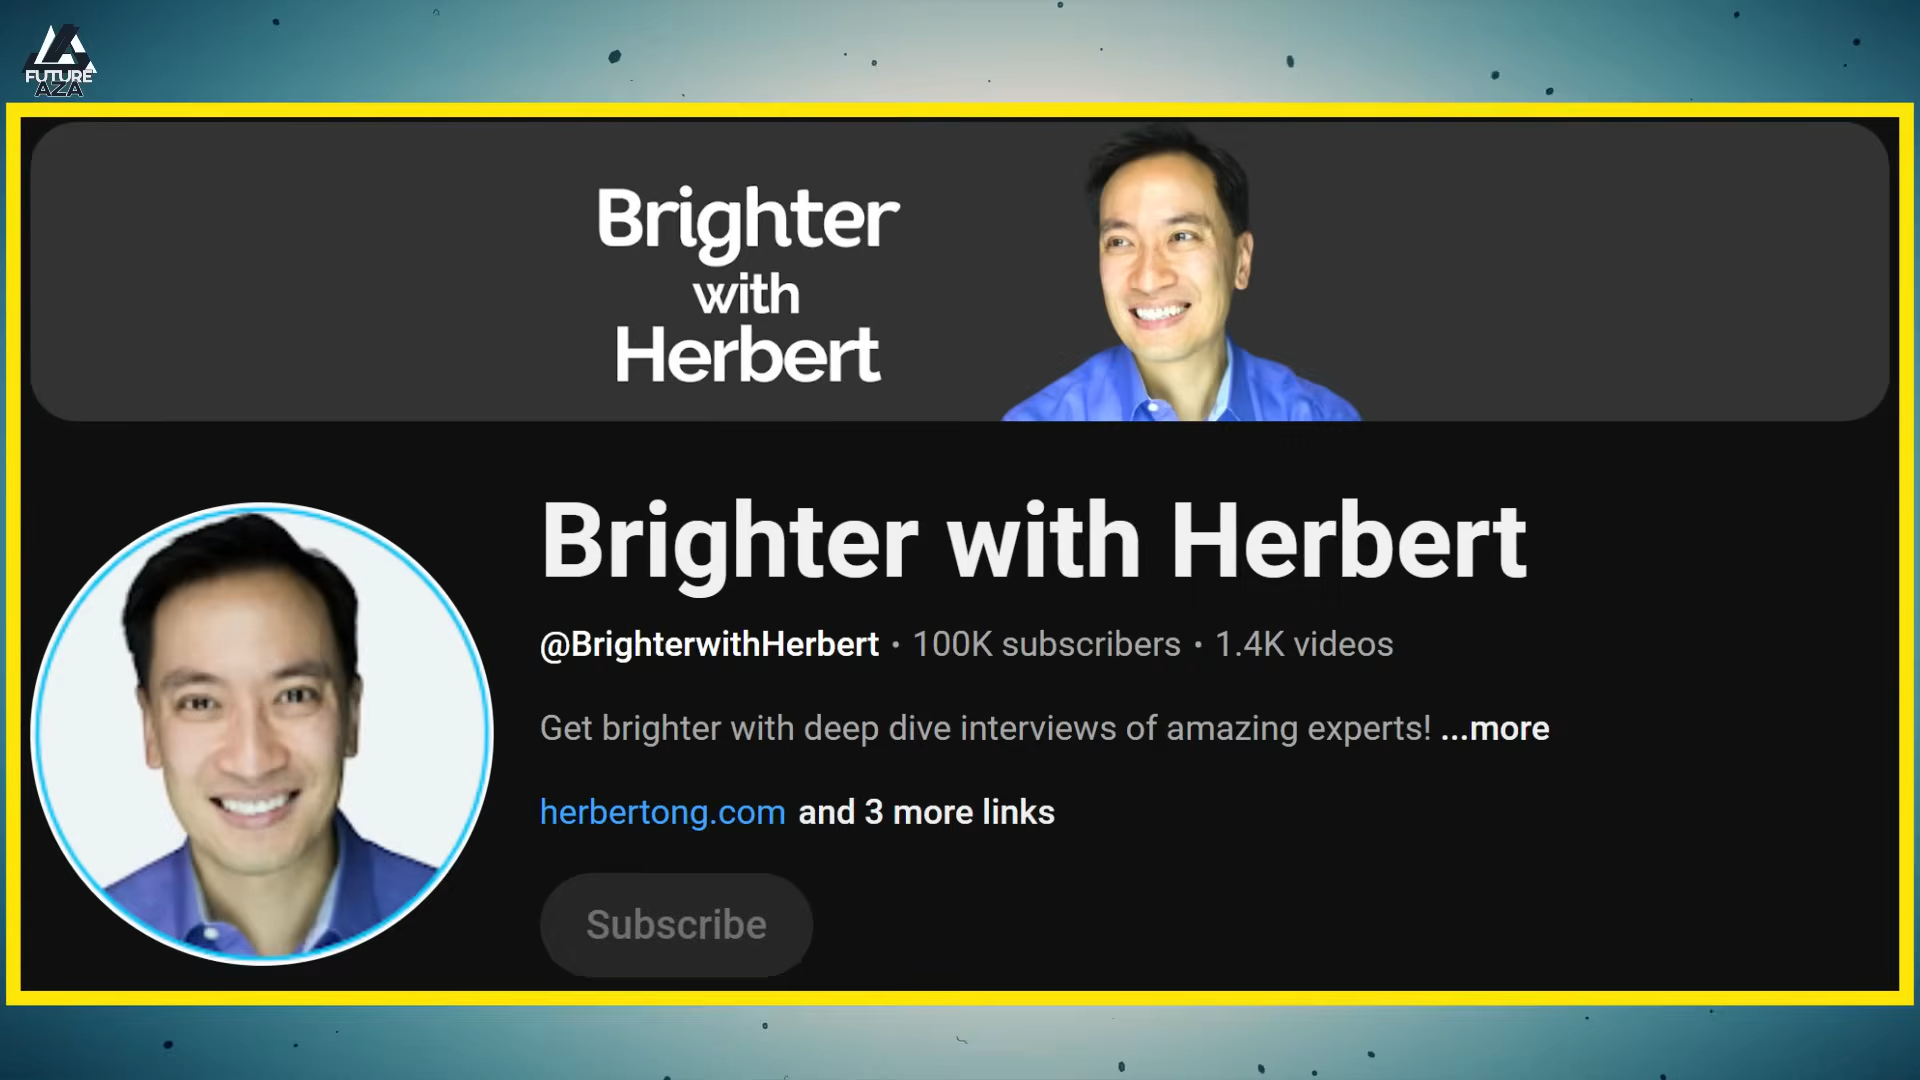 FUTURE
AZA
Brighter
with
Herbert
Brighter with Herbert
@BrighterwithHerbert • 100K subscribers • 1.4K videos
Get brighter with deep dive interviews of amazing experts! ...more
herbertong.com and 3 more links
Subscribe